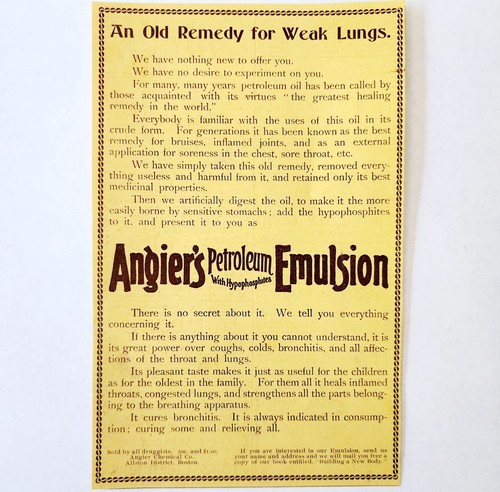 An Old Remedy for Weak Lungs.
We have nothing new to offer you.
We have no desire to experiment on you.
For many, many years petroleum oil has been called by
those acquainted with its virtues "the greatest healing
remedy in the world."
Everybody is familiar with the uses of this oil in its
crude form. For generations it has been known as the best
remedy for bruises, inflamed joints, and as an external
application for soreness in the chest, sore throat, etc.
We have simply taken this old remedy, removed every-
thing useless and harmful from it, and retained only its best
medicinal properties.
Then we artificially digest the oil, to make it the more
easily borne by sensitive stomachs; add the hypophosphites
to it, and present it to you as
Angier's Petroleum Emulsion
With Hypophosphites
There is no secret about it. We tell you everything
concerning it.
If there is anything about it you cannot understand, it is
its great power over coughs, colds, bronchitis, and all affec-
tions of the throat and lungs.
Its pleasant taste makes it just as useful for the children
as for the oldest in the family. For them all it heals inflamed
throats, congested lungs, and strengthens all the parts belong-
ing to the breathing apparatus.
It cures bronchitis. It is always indicated in consump-
tion; curing some and relieving all.
Sold by all druggists, and $1.00.
Angier Chemical Co.,
Allston District, Boston.
If you are interested in our Emulsion, send us
your name and address and we will mail you free a
copy of our book entitled, "Building a New Body."